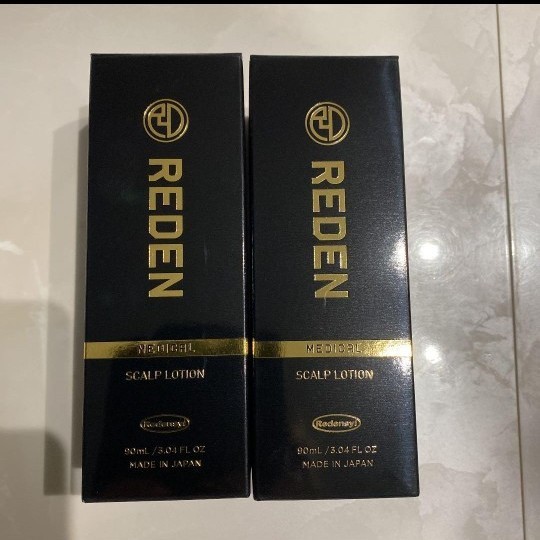 REDEN
MEDICAL
SCALP LOTION
Redensyl
90mL / 3.04 FL OZ
MADE IN JAPAN
REDEN
MEDICAL
SCALP LOTION
Redensyl
90mL / 3.04 FL OZ
MADE IN JAPAN